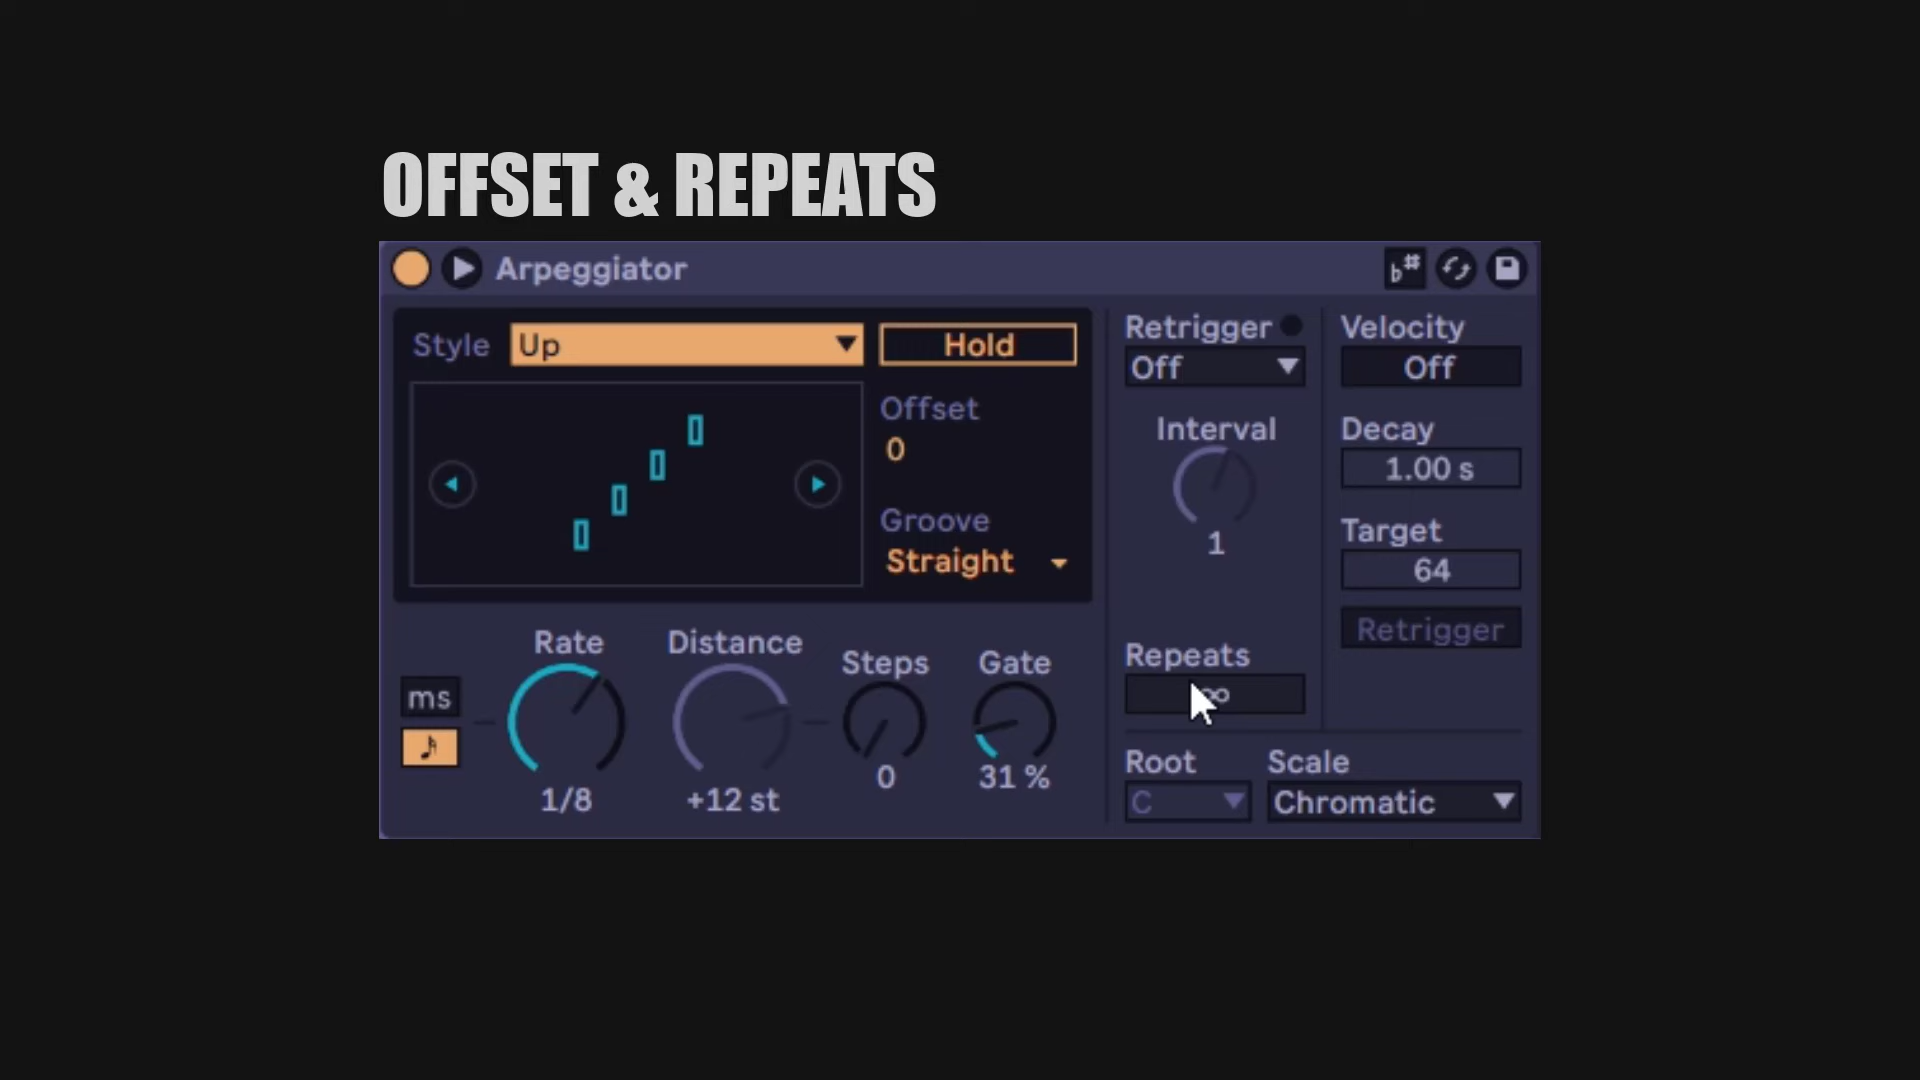 OFFSET & REPEATS
Arpeggiator
♭♯
Style Up Hold
Offset
0
Groove
Straight
Rate
1/8
ms
Distance
+12 st
Steps
0
Gate
31 %
Retrigger
Off
Interval
1
Repeats
∞
Velocity
Off
Decay
1.00 s
Target
64
Retrigger
Root
C
Scale
Chromatic